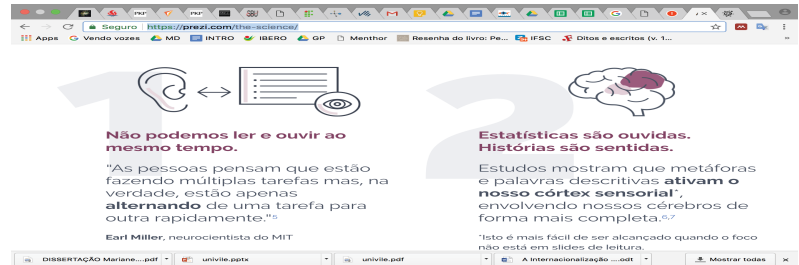 PKP
PKP
Seguro | https://prezi.com/the-science/
Apps G Vendo vozes MD INTRO IBERO GP Menthor Resenha do livro: Pe... IFSC Ditos e escritos (v. 1... »
1
Não podemos ler e ouvir ao
mesmo tempo.
"As pessoas pensam que estão
fazendo múltiplas tarefas mas, na
verdade, estão apenas
alternando de uma tarefa para
outra rapidamente."5
Earl Miller, neurocientista do MIT
2
Estatísticas são ouvidas.
Histórias são sentidas.
Estudos mostram que metáforas
e palavras descritivas ativam o
nosso córtex sensorial*,
envolvendo nossos cérebros de
forma mais completa.6,7
*Isto é mais fácil de ser alcançado quando o foco
não está em slides de leitura.
DISSERTAÇÃO Mariane....pdf univile.pptx univile.pdf A Internacionalização ....odt Mostrar todas ×